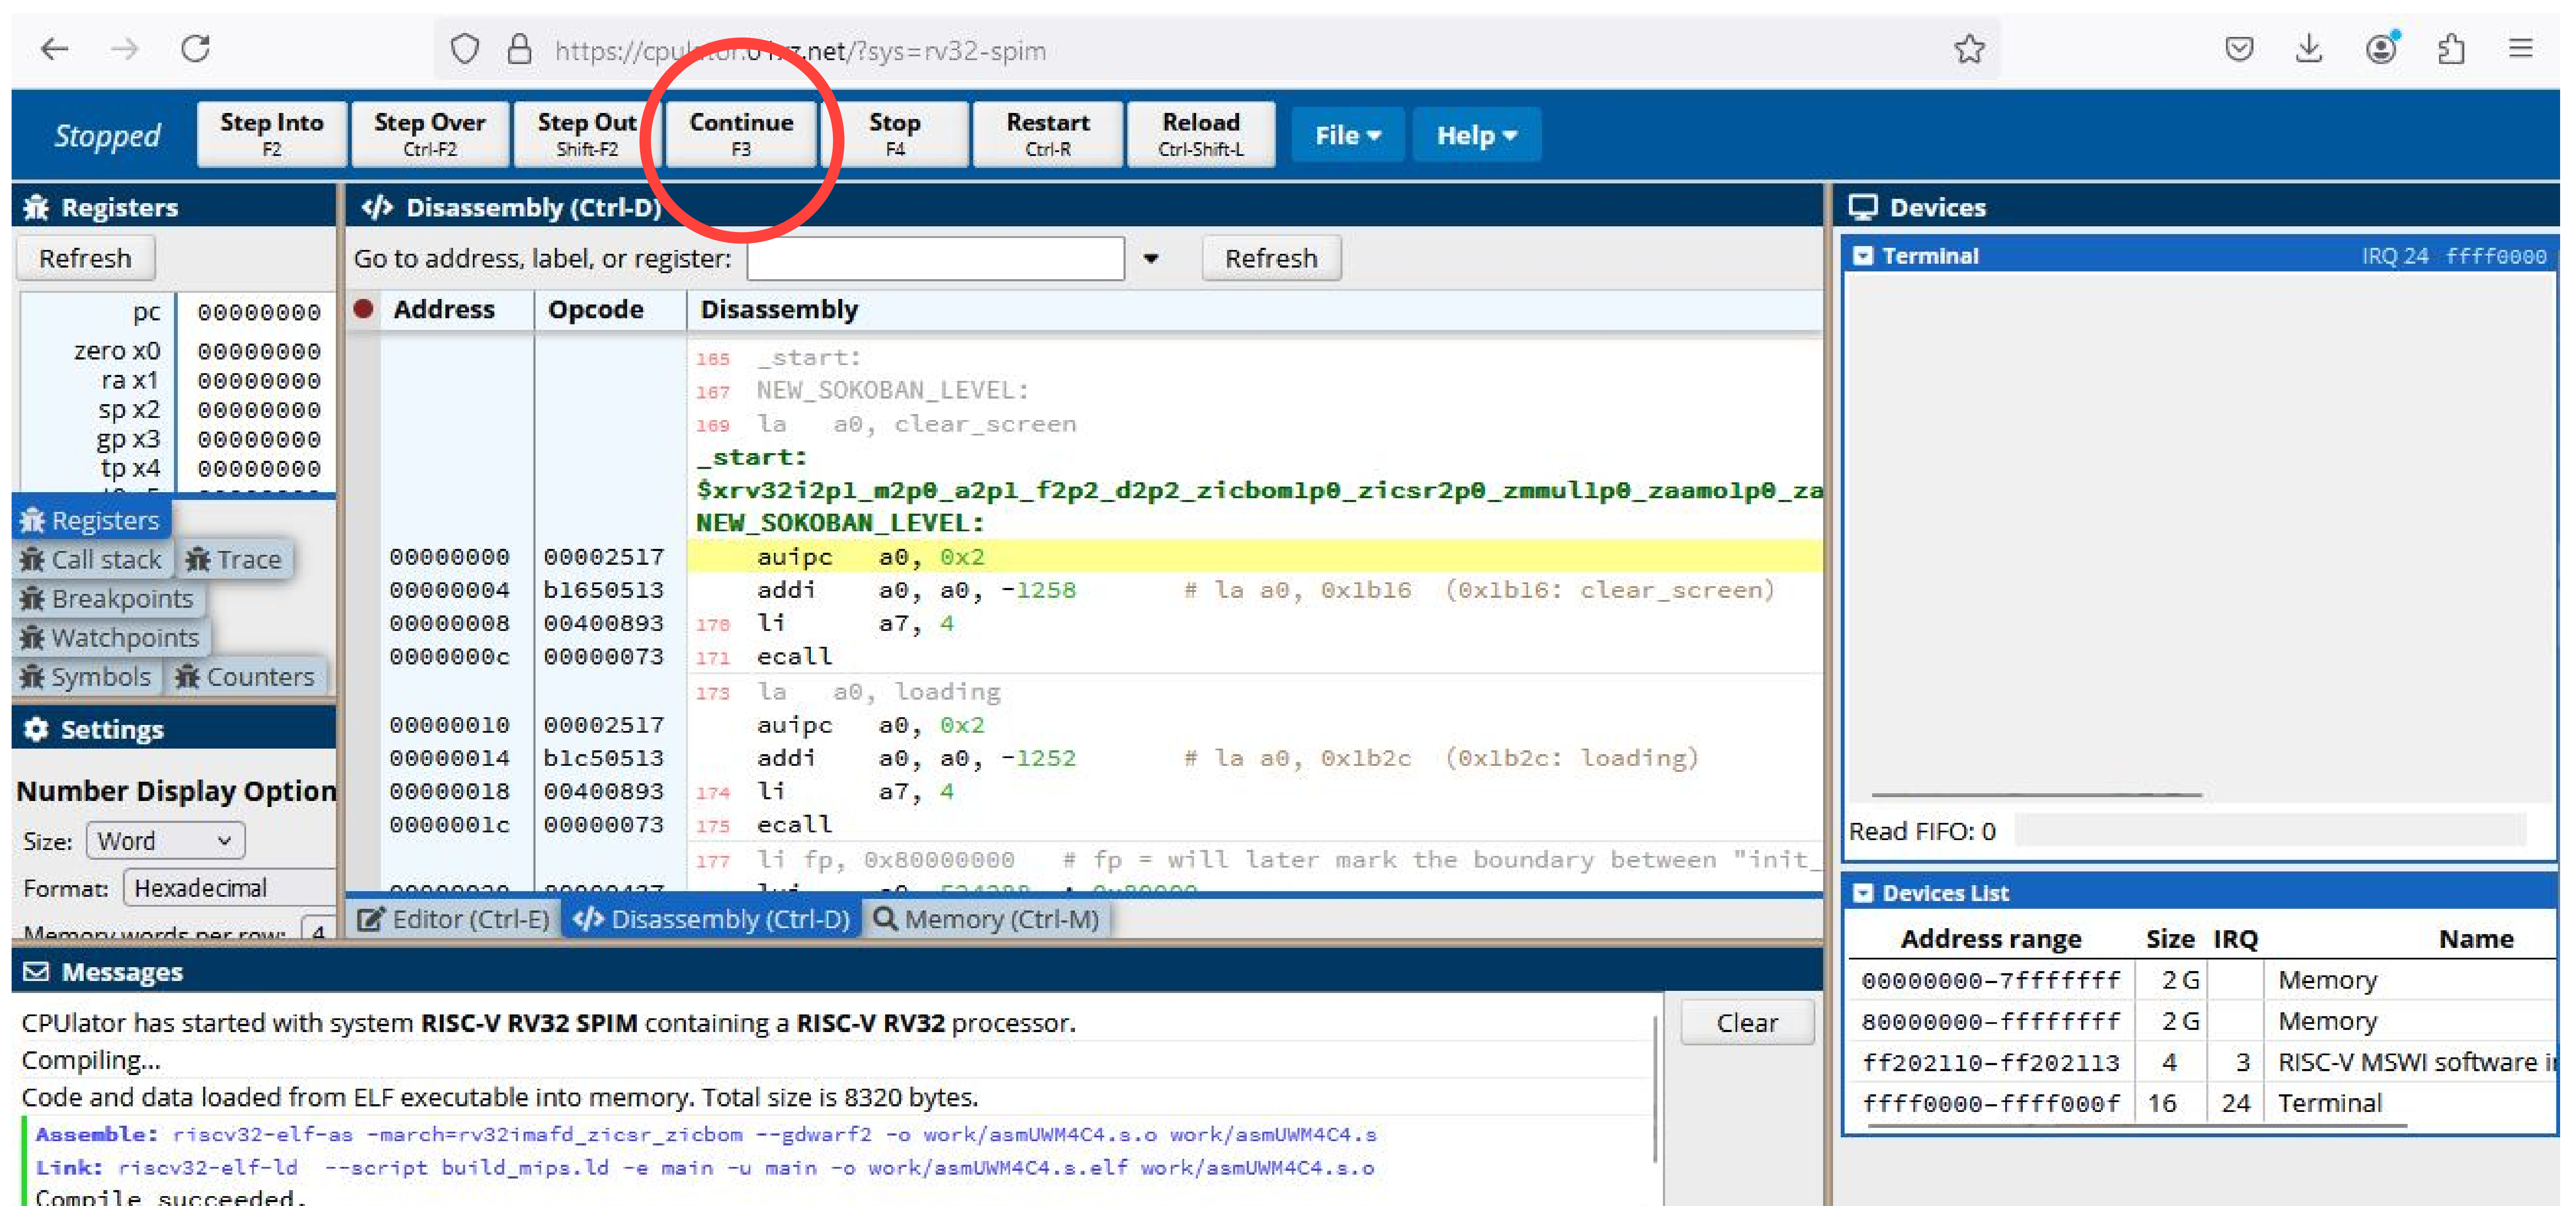 https://cpulator.01xz.net/?sys=rv32-spim
Stopped
Step Into
F2
Step Over
Ctrl-F2
Step Out
Shift-F2
Continue
F3
Stop
F4
Restart
Ctrl-R
Reload
Ctrl-Shift-L
File
Help
Registers
Refresh
pc 00000000
zero x0 00000000
ra x1 00000000
sp x2 00000000
gp x3 00000000
tp x4 00000000
Registers
Call stack Trace
Breakpoints
Watchpoints
Symbols Counters
Settings
Number Display Option
Size: Word
Format: Hexadecimal
Memory words per row: 4
</> Disassembly (Ctrl-D)
Go to address, label, or register:
Refresh
Address Opcode Disassembly
165 _start:
167 NEW_SOKOBAN_LEVEL:
169 la a0, clear_screen
_start:
$xrv32i2p1_m2p0_a2p1_f2p2_d2p2_zicbom1p0_zicsr2p0_zmmul1p0_zaamo1p0_za
NEW_SOKOBAN_LEVEL:
00000000 00002517 auipc a0, 0x2
00000004 b1650513 addi a0, a0, -1258 # la a0, 0x1b16 (0x1b16: clear_screen)
00000008 00400893 170 li a7, 4
0000000c 00000073 171 ecall
173 la a0, loading
00000010 00002517 auipc a0, 0x2
00000014 b1c50513 addi a0, a0, -1252 # la a0, 0x1b2c (0x1b2c: loading)
00000018 00400893 174 li a7, 4
0000001c 00000073 175 ecall
177 li fp, 0x80000000 # fp = will later mark the boundary between "init_
Editor (Ctrl-E) </> Disassembly (Ctrl-D) Memory (Ctrl-M)
Messages
CPUlator has started with system RISC-V RV32 SPIM containing a RISC-V RV32 processor.
Compiling...
Code and data loaded from ELF executable into memory. Total size is 8320 bytes.
Assemble: riscv32-elf-as -march=rv32imafd_zicsr_zicbom --gdwarf2 -o work/asmUWM4C4.s.o work/asmUWM4C4.s
Link: riscv32-elf-ld --script build_mips.ld -e main -u main -o work/asmUWM4C4.s.elf work/asmUWM4C4.s.o
Compile succeeded.
Clear
Devices
Terminal IRQ 24 ffff0000
Read FIFO: 0
Devices List
Address range Size IRQ Name
00000000-7fffffff 2 G Memory
80000000-ffffffff 2 G Memory
ff202110-ff202113 4 3 RISC-V MSWI software in
ffff0000-ffff000f 16 24 Terminal